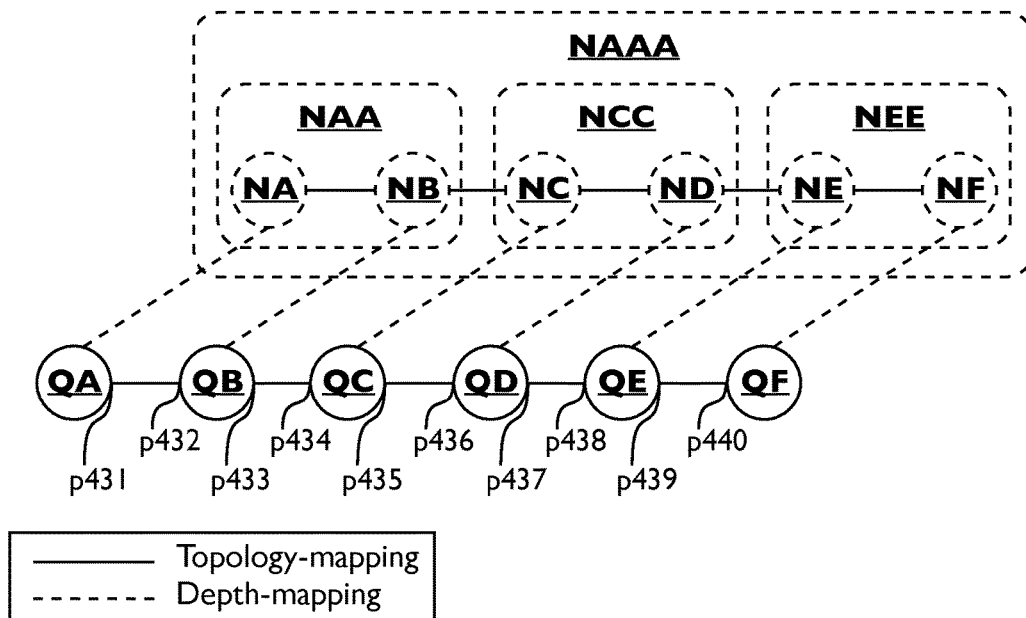 NAAA
NAA NCC NEE
NA NB NC ND NE NF
QA QB QC QD QE QF
p432 p434 p436 p438 p440
p431 p433 p435 p437 p439
Topology-mapping
Depth-mapping